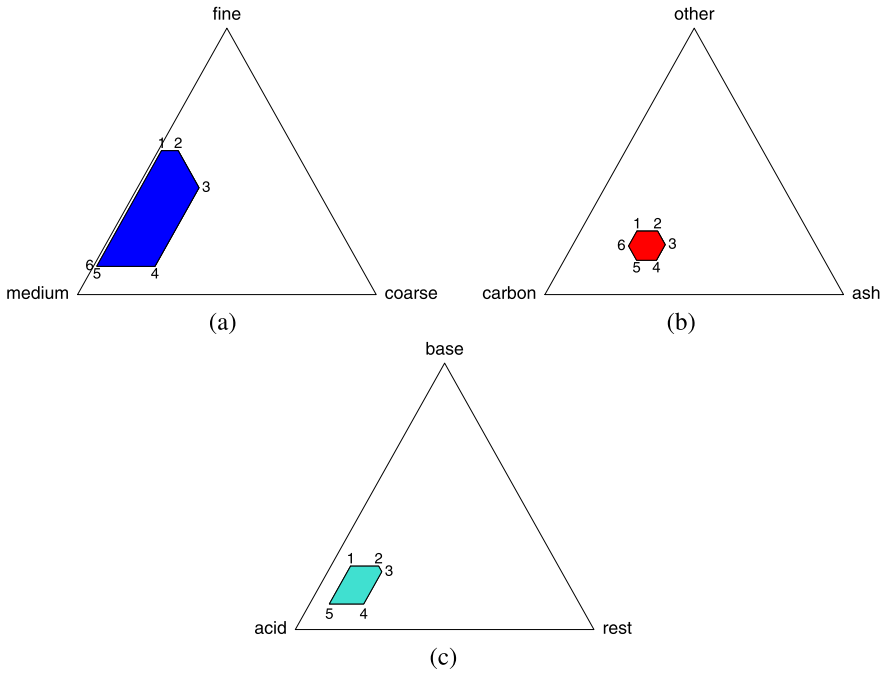 fine
1 2
3
6
5 4
medium coarse
(a)
other
1 2
6 3
5 4
carbon ash
(b)
base
1 2
3
5 4
acid rest
(c)